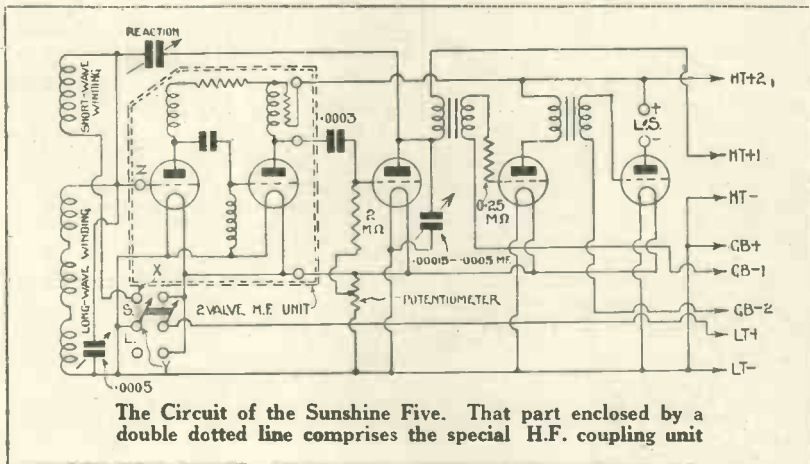 REACTION
SHORT-WAVE
WINDING
LONG-WAVE WINDING
N
X
S.
L.
Y
.0005
2 VALVE H.F. UNIT
.0003
2
MΩ
.00015-.0005 MF.
POTENTIOMETER
0.25
MΩ
+
L.S.
-
HT+2
HT+1
HT-
GB+
GB-1
GB-2
LT+
LT-
The Circuit of the Sunshine Five. That part enclosed by a
double dotted line comprises the special H.F. coupling unit